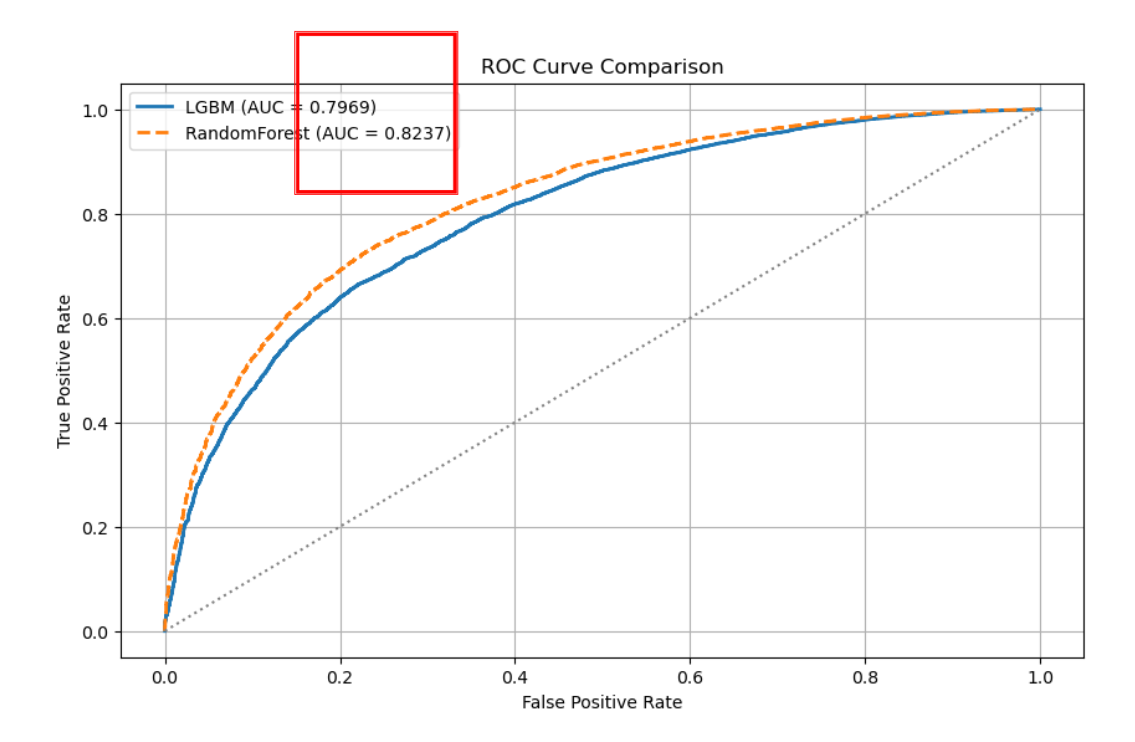 ROC Curve Comparison
LGBM (AUC = 0.7969)
RandomForest (AUC = 0.8237)
True Positive Rate
1.0
0.8
0.6
0.4
0.2
0.0
0.0 0.2 0.4 0.6 0.8 1.0
False Positive Rate